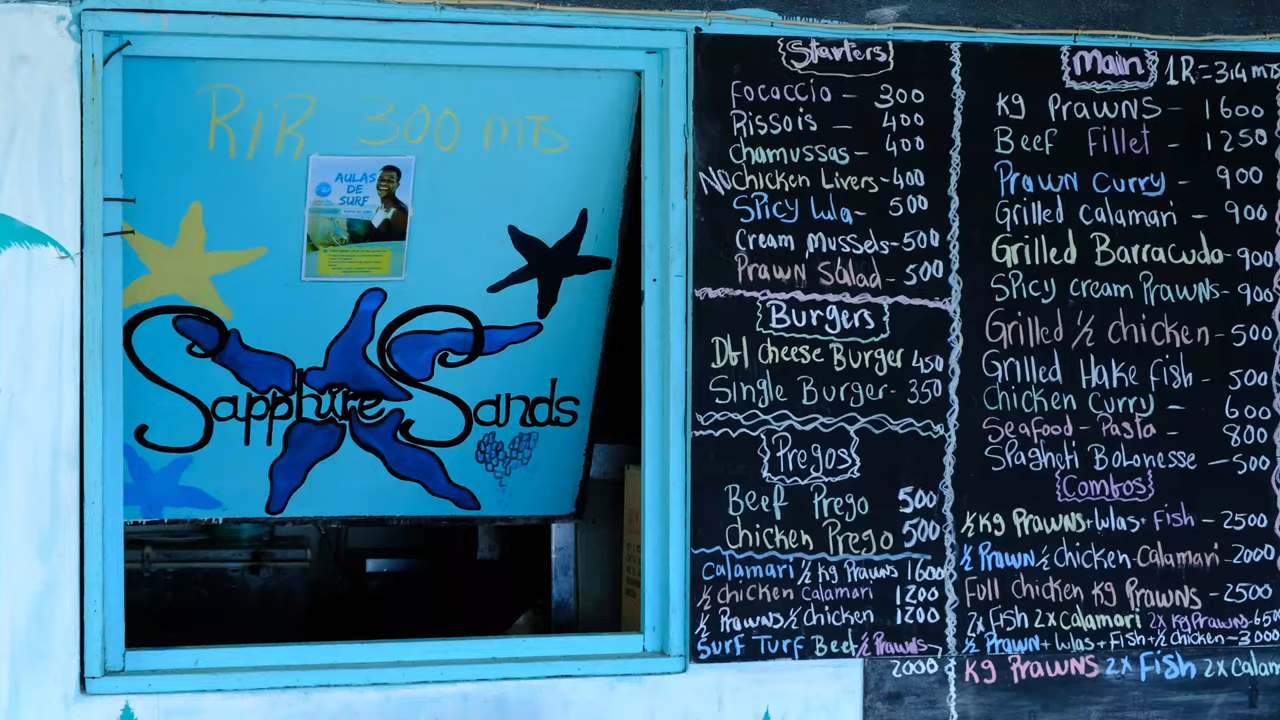 R/R 300 mts
AULAS
DE
SURF
Sapphire Sands
Starters
Focaccia - 300
Rissois - 400
Chamussas - 400
No Chicken Livers - 400
Spicy Lula - 500
Cream Mussels - 500
Prawn Salad - 500
Burgers
Dbl Cheese Burger 450
Single Burger - 350
Pregos
Beef Prego 500
Chicken Prego 500
Calamari ½ kg Prawns 1600
½ chicken Calamari 1200
½ Prawns ½ chicken 1200
Surf Turf Beef ½ Prawns
2000
Main 1R = 3,4 mts
Kg Prawns - 1600
Beef Fillet - 1250
Prawn Curry - 900
Grilled Calamari - 900
Grilled Barracuda - 900
Spicy cream Prawns - 900
Grilled ½ chicken - 500
Grilled Hake fish - 500
Chicken Curry - 600
Seafood - Pasta - 800
Spagheti Bolonesse - 500
Combos
½ Kg Prawns + Lulas + Fish - 2500
½ Prawn ½ chicken - Calamari - 2000
Full chicken Kg Prawns - 2500
2x Fish 2x Calamari 2x Kg Prawns - 65
½ Prawn + Lulas + Fish + ½ chicken - 3000
Kg Prawns 2x Fish 2x Calam